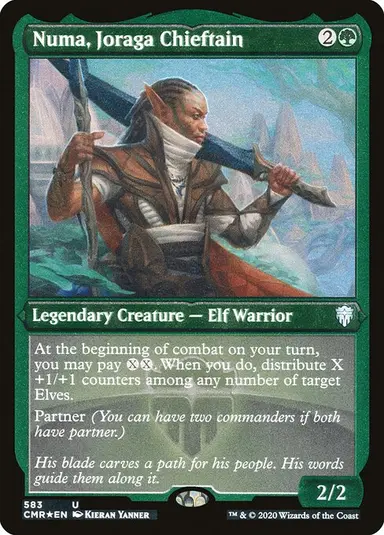 Numa, Joraga Chieftain 2
Legendary Creature — Elf Warrior
At the beginning of combat on your turn,
you may pay XX. When you do, distribute X
+1/+1 counters among any number of target
Elves.
Partner (You can have two commanders if both
have partner.)
His blade carves a path for his people. His words
guide them along it.
2/2
583 U
CMR★EN Kieran Yanner
™ & © 2020 Wizards of the Coast